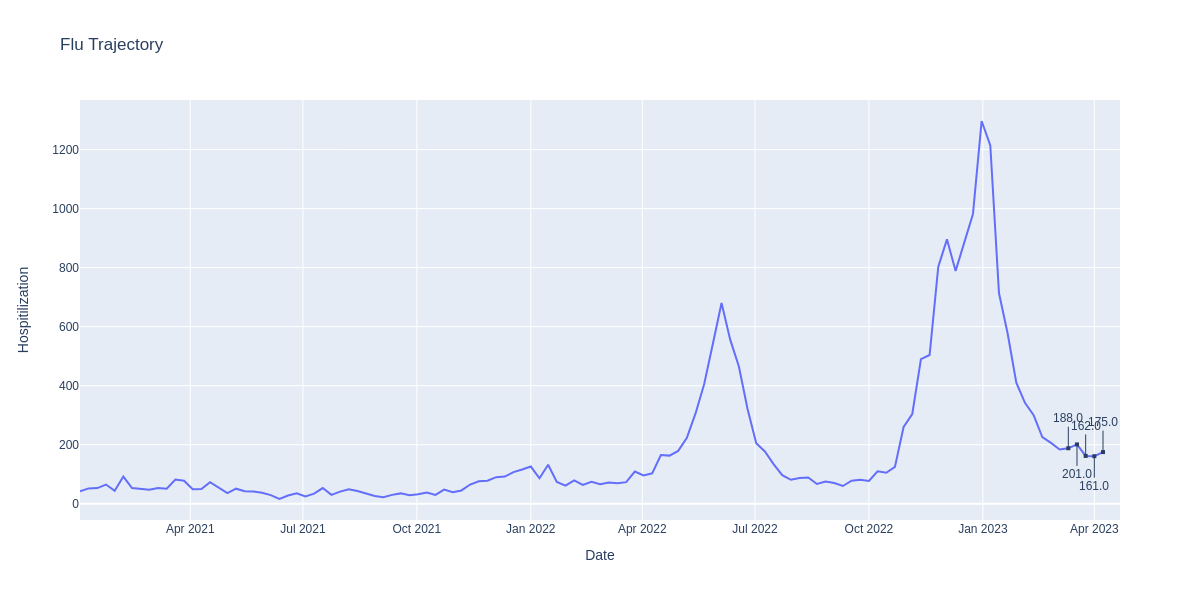 Flu Trajectory
1200
1000
800
600
400
200
0
Hospitilization
188.0
162.0
175.0
201.0
161.0
Apr 2021
Jul 2021
Oct 2021
Jan 2022
Apr 2022
Jul 2022
Oct 2022
Jan 2023
Apr 2023
Date